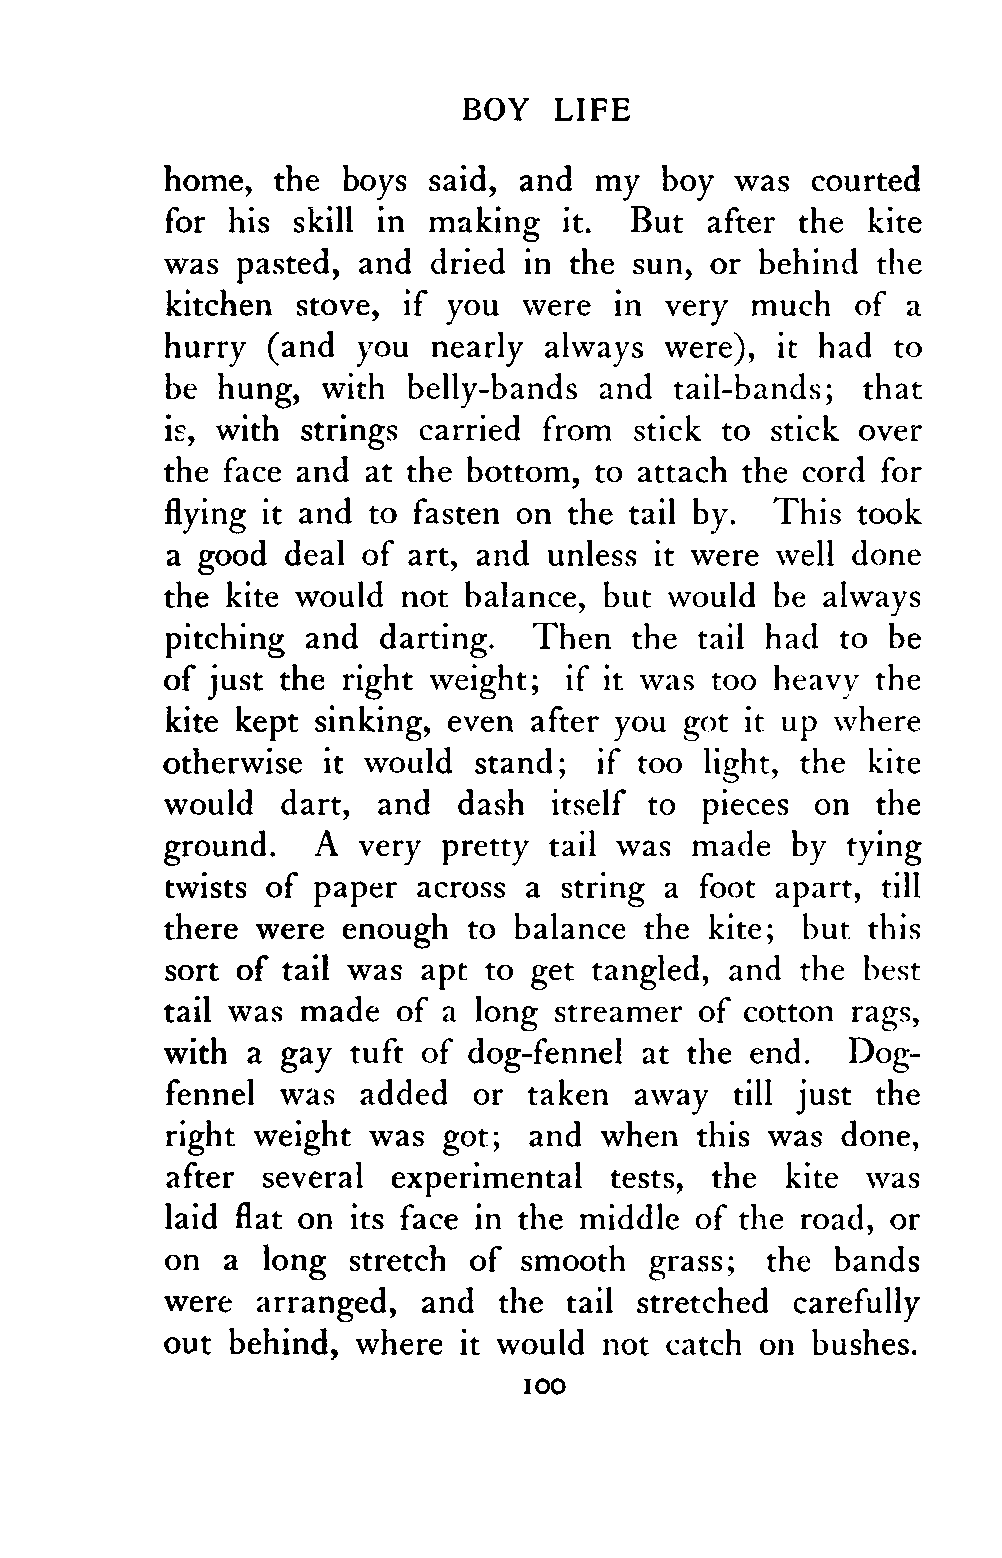 BOY LIFE
home, the boys said, and my boy was courted
for his skill in making it. But after the kite
was pasted, and dried in the sun, or behind the
kitchen stove, if you were in very much of a
hurry (and you nearly always were), it had to
be hung, with belly-bands and tail-bands; that
is, with strings carried from stick to stick over
the face and at the bottom, to attach the cord for
flying it and to fasten on the tail by. This took
a good deal of art, and unless it were well done
the kite would not balance, but would be always
pitching and darting. Then the tail had to be
of just the right weight; if it was too heavy the
kite kept sinking, even after you got it up where
otherwise it would stand; if too light, the kite
would dart, and dash itself to pieces on the
ground. A very pretty tail was made by tying
twists of paper across a string a foot apart, till
there were enough to balance the kite; but this
sort of tail was apt to get tangled, and the best
tail was made of a long streamer of cotton rags,
with a gay tuft of dog-fennel at the end. Dog-
fennel was added or taken away till just the
right weight was got; and when this was done,
after several experimental tests, the kite was
laid flat on its face in the middle of the road, or
on a long stretch of smooth grass; the bands
were arranged, and the tail stretched carefully
out behind, where it would not catch on bushes.
100